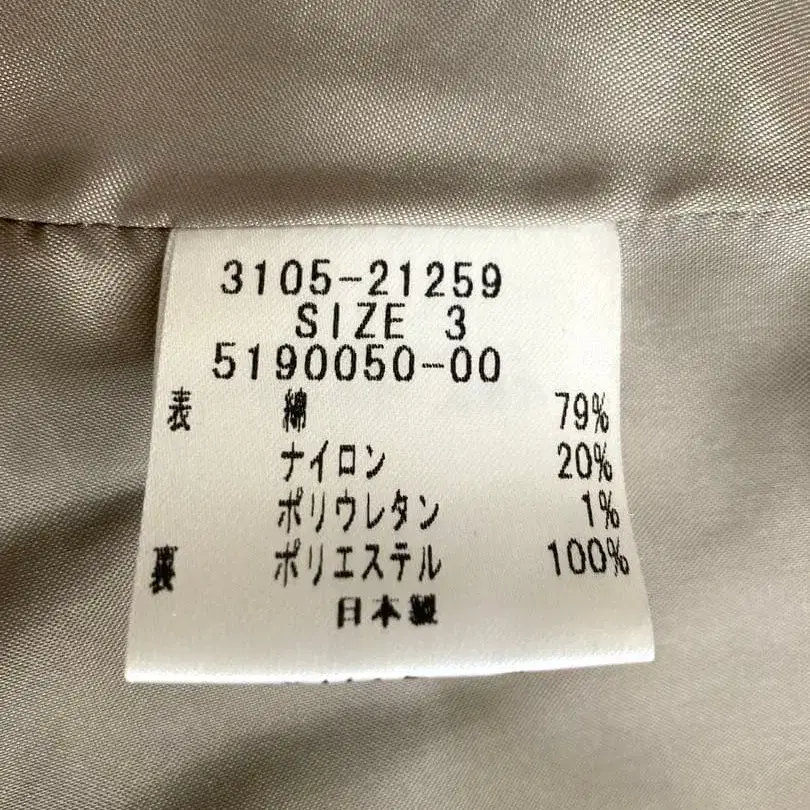 3105-21259
SIZE 3
5190050-00
表 綿 79%
ナイロン 20%
ポリウレタン 1%
裏 ポリエステル 100%
日本製